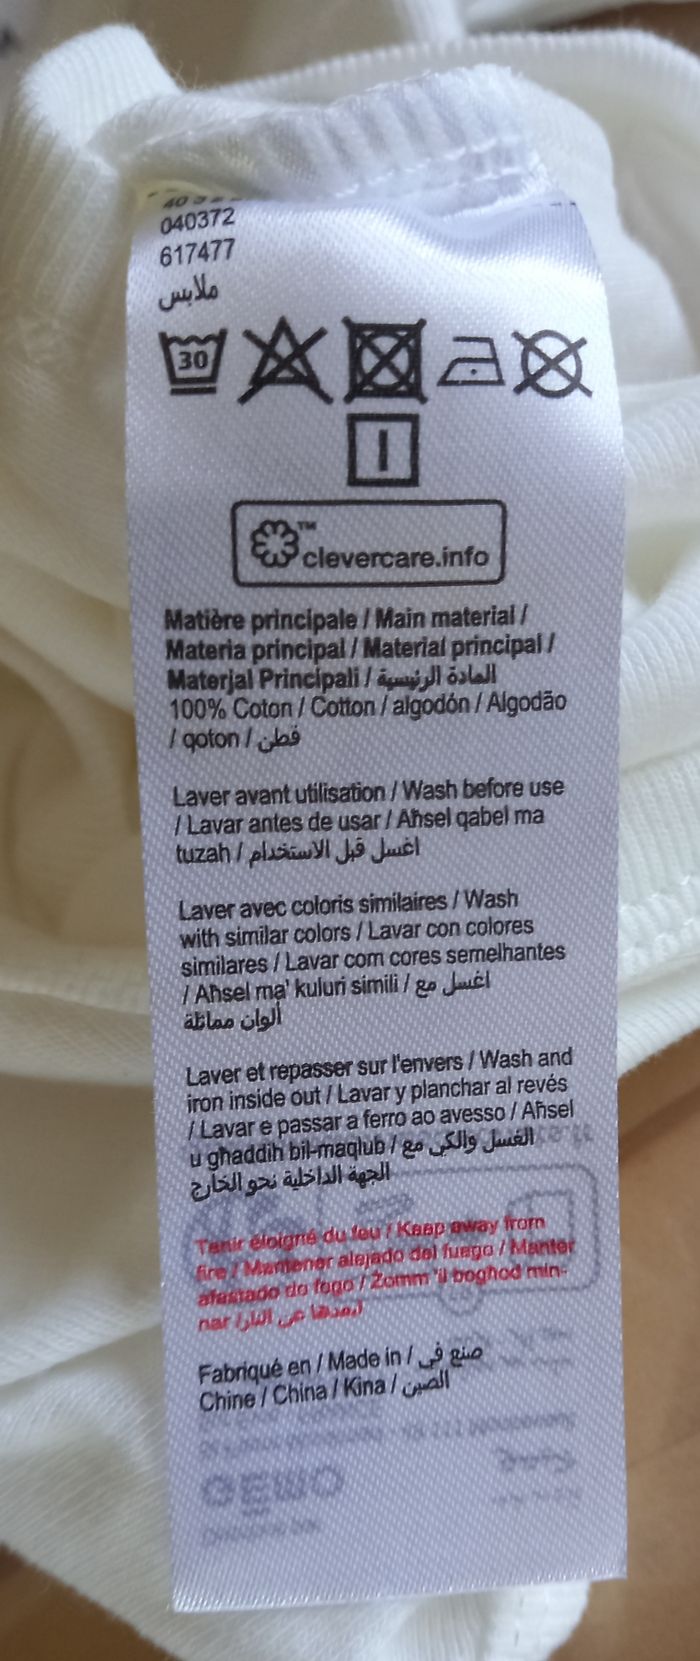 040372
617477
ملابس
30
clevercare.info
Matière principale / Main material /
Materia principal / Material principal /
Materjal Prinċipali / المادة الرئيسية
100% Coton / Cotton / algodón / Algodão
/ qoton / قطن
Laver avant utilisation / Wash before use
/ Lavar antes de usar / Aħsel qabel ma
tuzah / اغسل قبل الاستخدام
Laver avec coloris similaires / Wash
with similar colors / Lavar con colores
similares / Lavar com cores semelhantes
/ Aħsel ma' kuluri simili / اغسل مع
ألوان مماثلة
Laver et repasser sur l'envers / Wash and
iron inside out / Lavar y planchar al revés
/ Lavar e passar a ferro ao avesso / Aħsel
u għaddih bil-maqlub / الغسل والكي مع
الجهة الداخلية نحو الخارج
Tenir éloigné du feu / Keep away from
fire / Mantener alejado del fuego / Manter
afastado do fogo / Żomm 'il bogħod min-
nar / ابعدها عن النار
Fabriqué en / Made in / صنع في
Chine / China / Kina / الصين